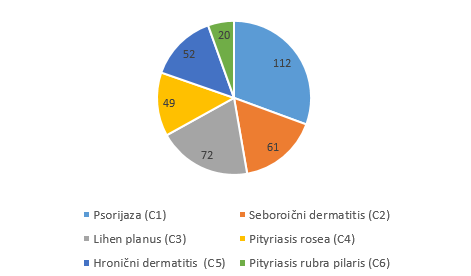 20
52
112
49
61
72
Psorijaza (C1)
Seboroični dermatitis (C2)
Lihen planus (C3)
Pityriasis rosea (C4)
Hronični dermatitis  (C5)
Pityriasis rubra pilaris (C6)